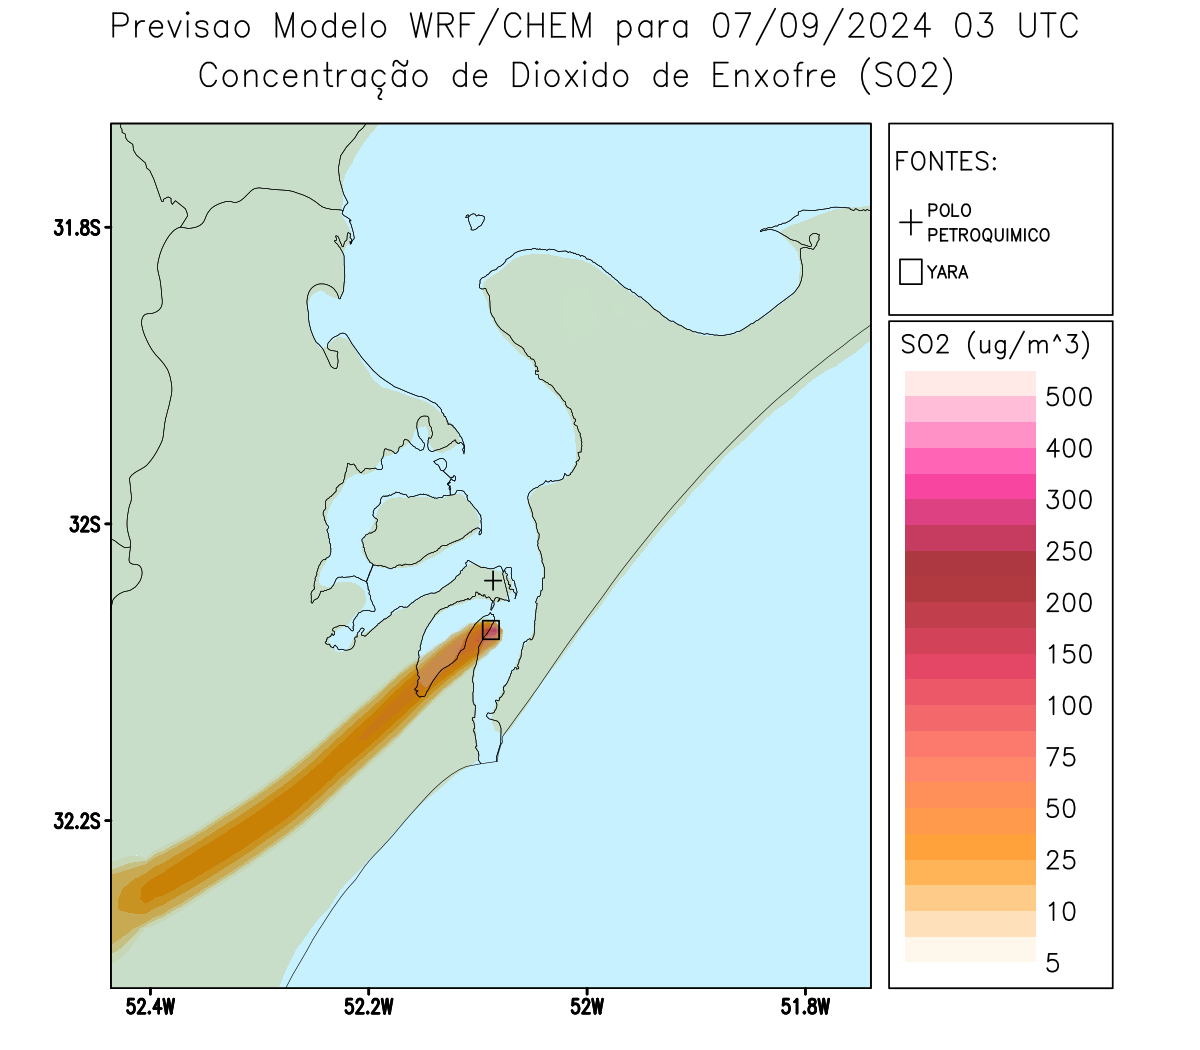 Previsao Modelo WRF/CHEM para 07/09/2024 03 UTC
Concentração de Dioxido de Enxofre (SO2)
FONTES:
POLO
PETROQUIMICO
YARA
SO2 (ug/m^3)
500
400
300
250
200
150
100
75
50
25
10
5
31.8S
32S
32.2S
52.4W
52.2W
52W
51.8W